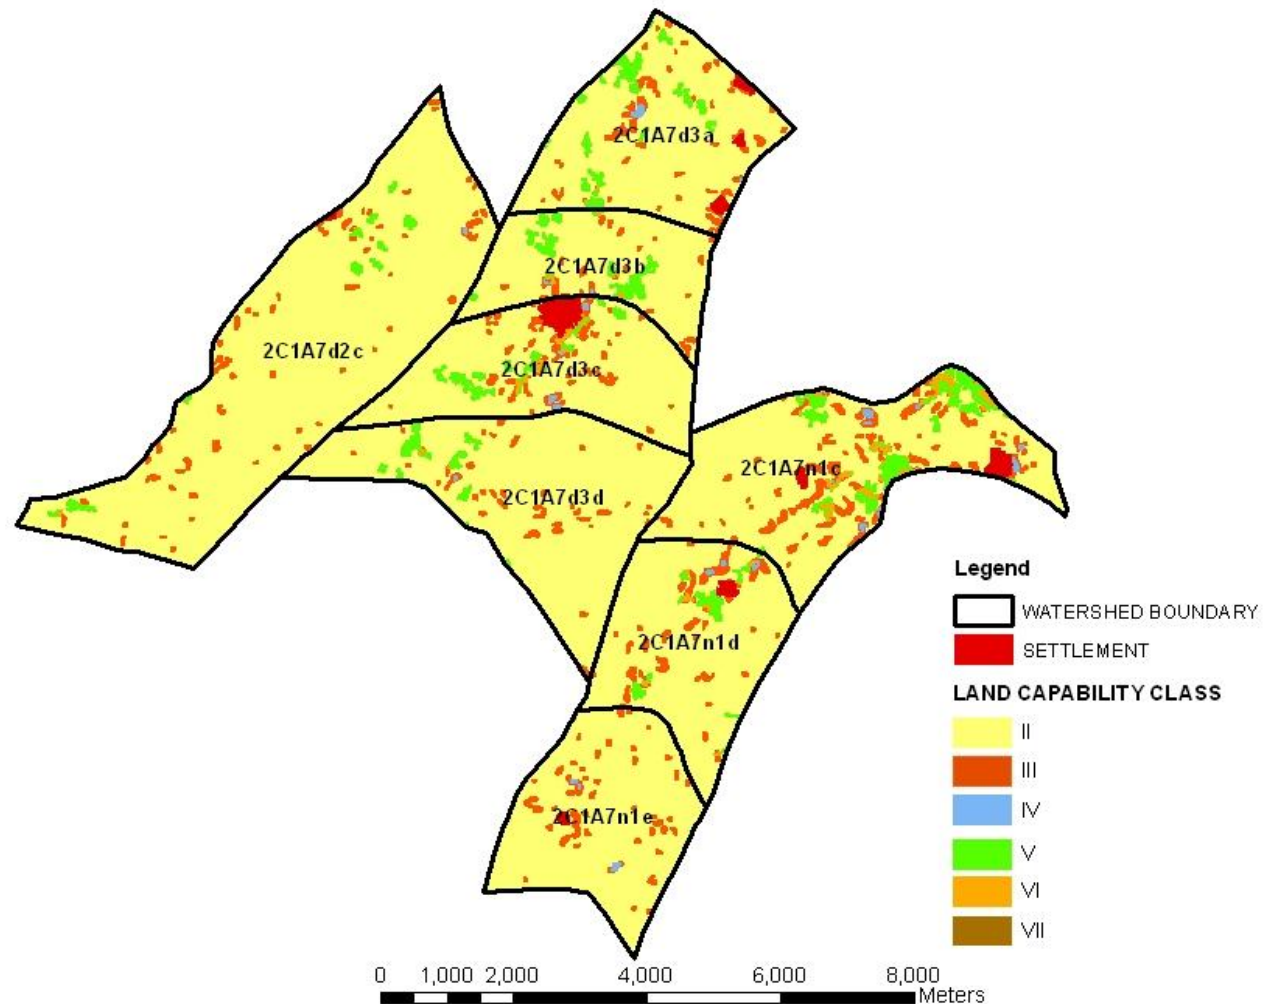 2C1A7d3a
2C1A7d3b
2C1A7d2c
2C1A7d3c
2C1A7n1c
2C1A7d3d
2C1A7n1d
2C1A7n1e
Legend
WATERSHED BOUNDARY
SETTLEMENT
LAND CAPABILITY CLASS
II
III
IV
V
VI
VII
0 1,000 2,000 4,000 6,000 8,000
Meters